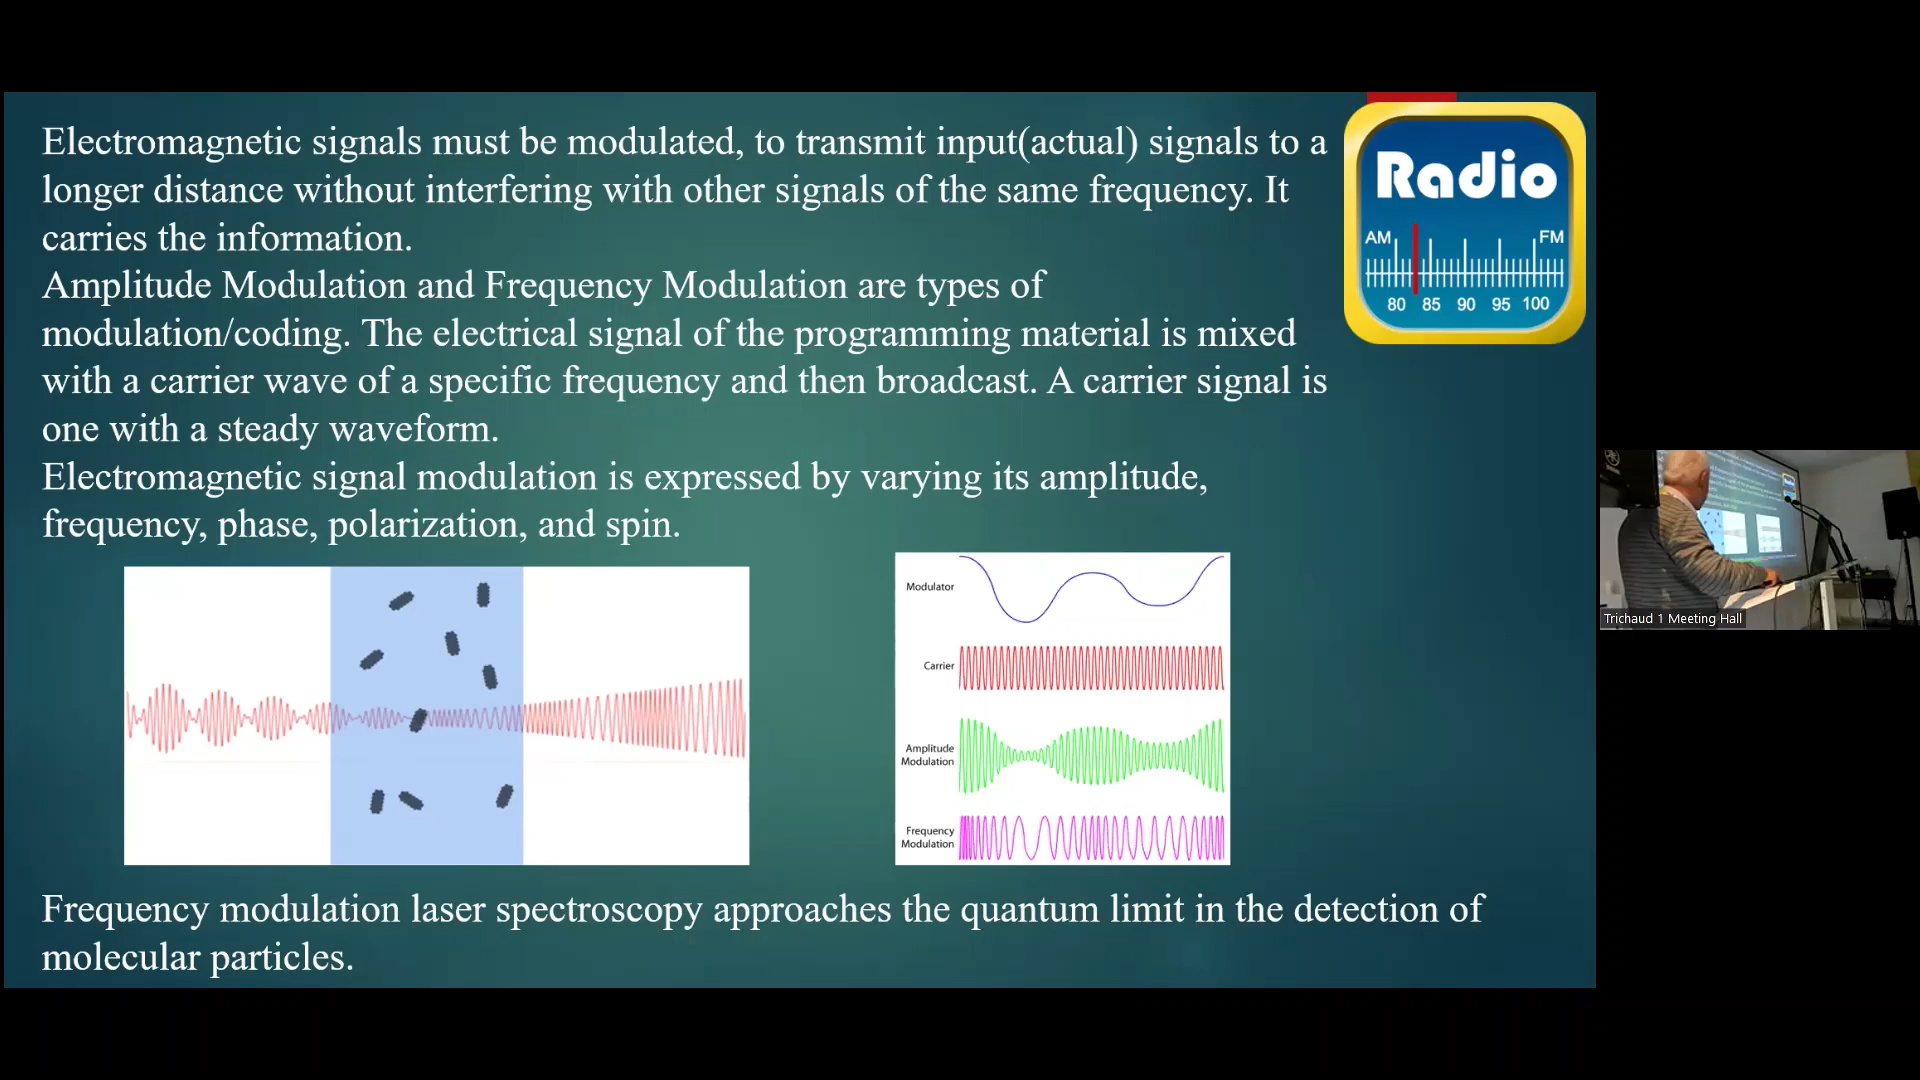 Electromagnetic signals must be modulated, to transmit input(actual) signals to a
longer distance without interfering with other signals of the same frequency. It
carries the information.
Amplitude Modulation and Frequency Modulation are types of
modulation/coding. The electrical signal of the programming material is mixed
with a carrier wave of a specific frequency and then broadcast. A carrier signal is
one with a steady waveform.
Electromagnetic signal modulation is expressed by varying its amplitude,
frequency, phase, polarization, and spin.
Radio
AM FM
80 85 90 95 100
Modulator
Carrier
Amplitude
Modulation
Frequency
Modulation
Frequency modulation laser spectroscopy approaches the quantum limit in the detection of
molecular particles.
Trichaud 1 Meeting Hall